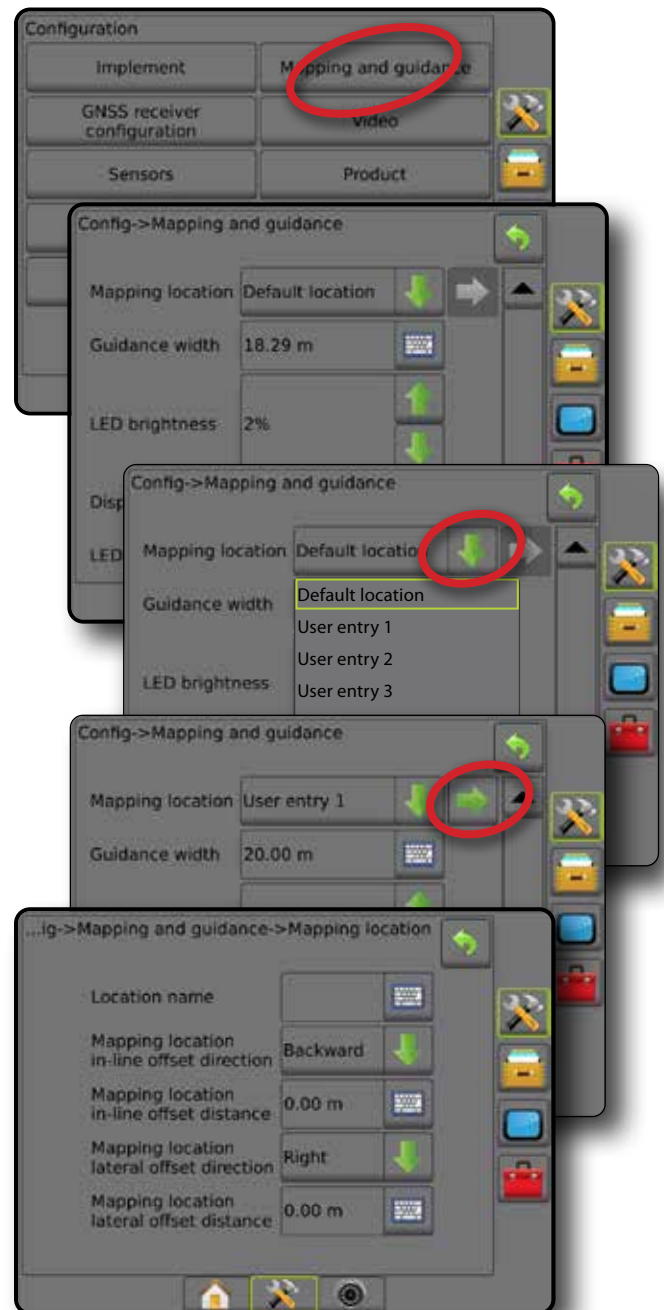 Configuration
Implement
Mapping and guidance
GNSS receiver
configuration
Video
Sensors
Product
Config->Mapping and guidance
Mapping location
Default location
Guidance width
18.29 m
LED brightness
2%
Disp
LED
Config->Mapping and guidance
Mapping location
Default location
Guidance width
Default location
User entry 1
User entry 2
LED brightness
User entry 3
Config->Mapping and guidance
Mapping location
User entry 1
Guidance width
20.00 m
...ig->Mapping and guidance->Mapping location
Location name
Mapping location
in-line offset direction
Backward
Mapping location
in-line offset distance
0.00 m
Mapping location
lateral offset direction
Right
Mapping location
lateral offset distance
0.00 m